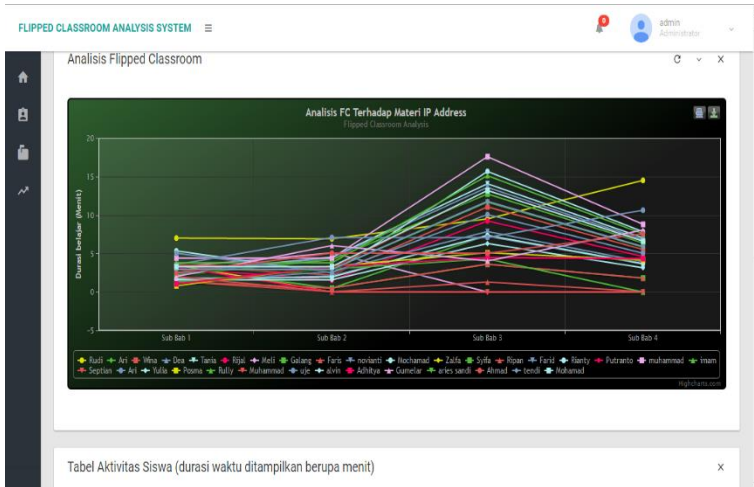 FLIPPED CLASSROOM ANALYSIS SYSTEM
admin
Administrator
Analisis Flipped Classroom
Analisis FC Terhadap Materi IP Address
Flipped Classroom Analysis
Durasi belajar (Menit)
20
15
10
5
0
-5
Sub Bab 1 Sub Bab 2 Sub Bab 3 Sub Bab 4
Rudi Ari Wina Dea Tania Rijal Meli Galang Faris novianti Mochamad Zalfa Syifa Ripan Farid Rianty Putranto muhammad imam
Septian Ari Yulia Posma Rully Muhammad uje alvin Adhitya Gumelar aries sandi Ahmad tendi Mohamad
Highcharts.com
Tabel Aktivitas Siswa (durasi waktu ditampilkan berupa menit)